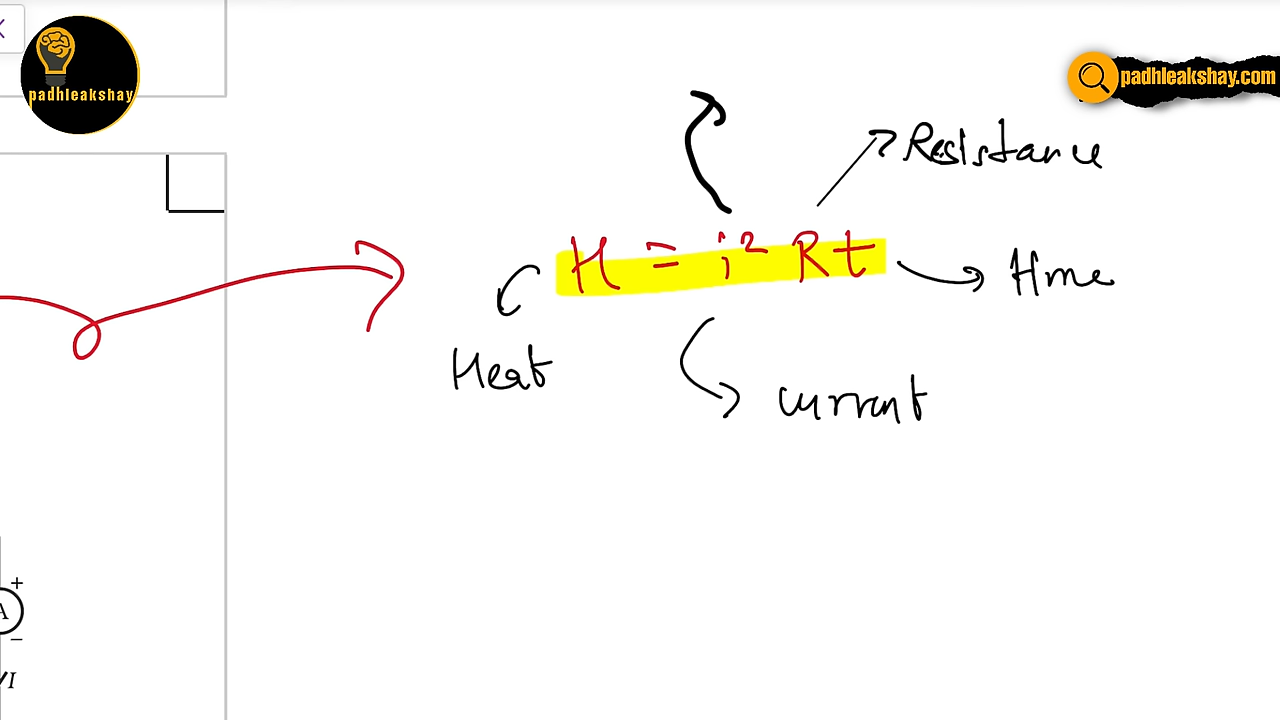 padhleakshay
padhleakshay.com
Resistance
H = i² Rt
time
Heat
current
+
A
−
I